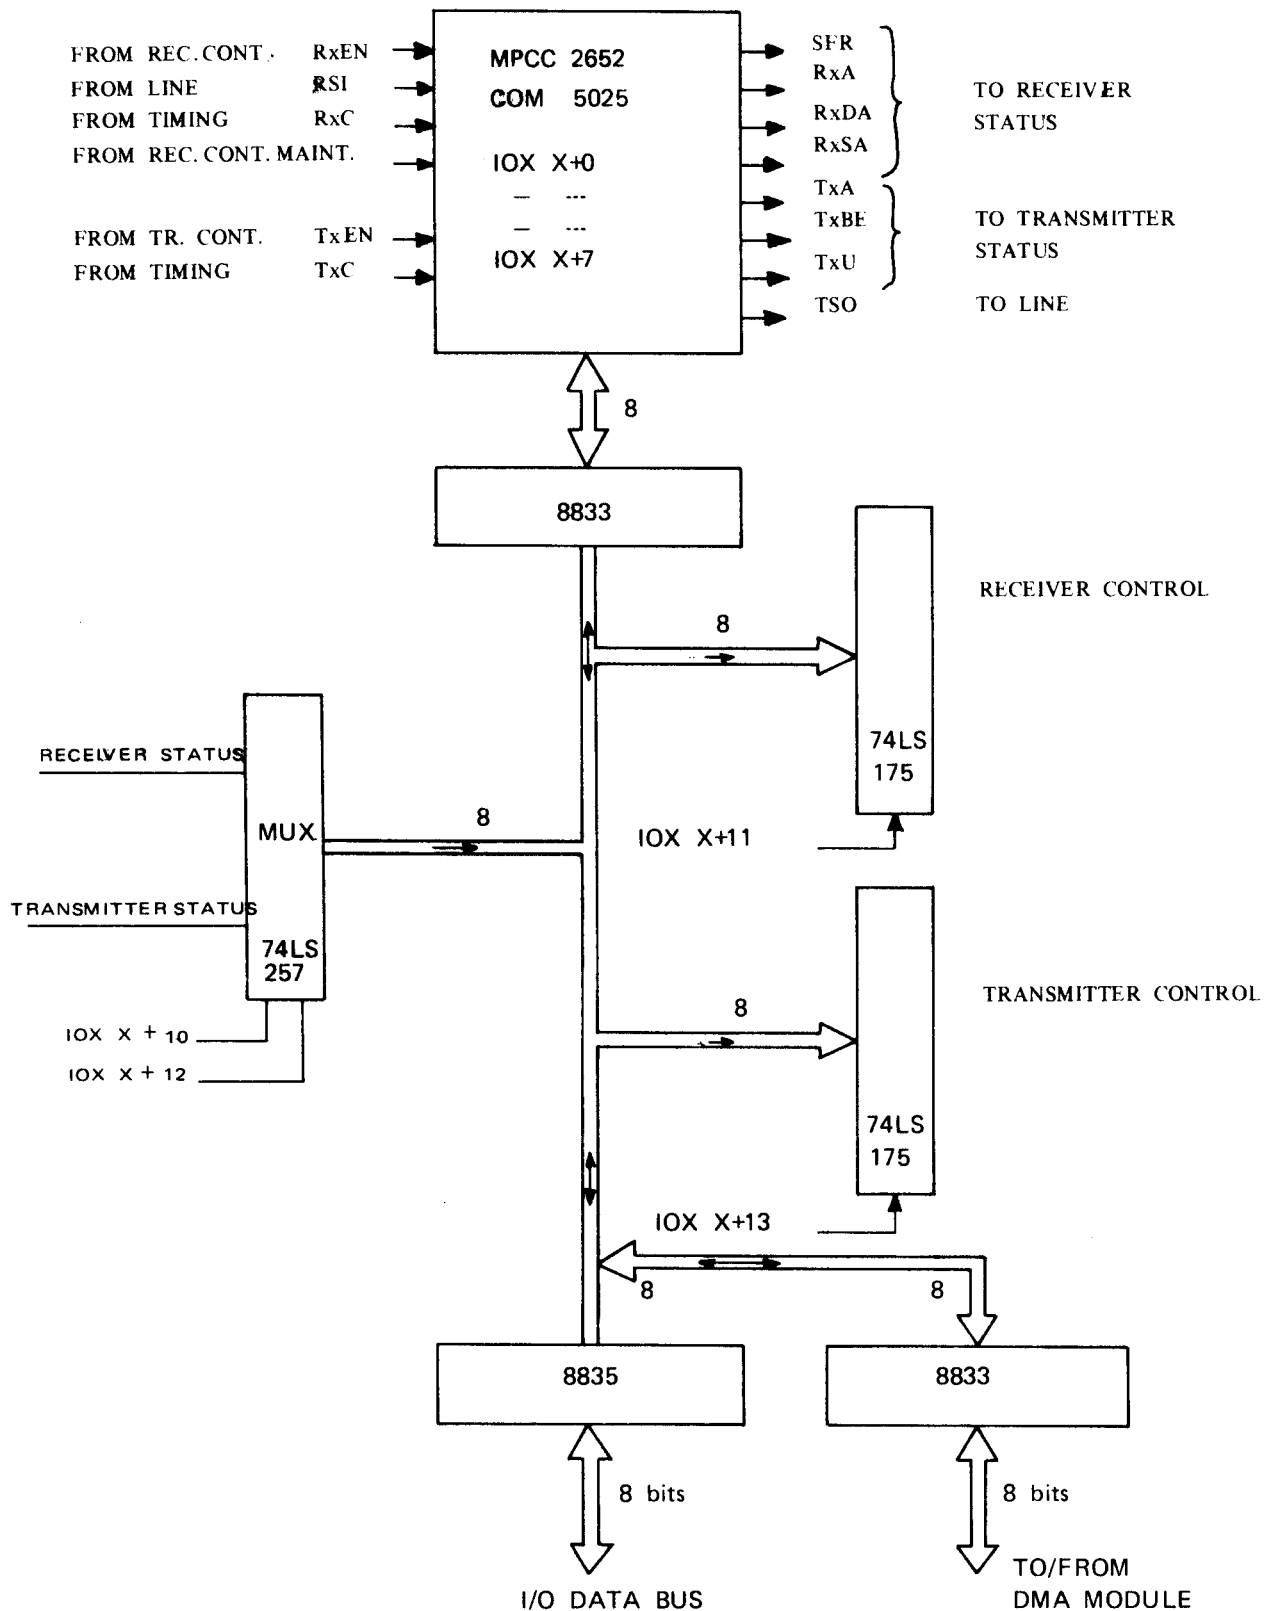 FROM REC. CONT. RxEN
FROM LINE RSI
FROM TIMING RxC
FROM REC. CONT. MAINT.
FROM TR. CONT. TxEN
FROM TIMING TxC
MPCC 2652
COM 5025
IOX X+0
— ---
— ---
IOX X+7
SFR
RxA
RxDA
RxSA
TO RECEIVER
STATUS
TxA
TxBE
TxU
TO TRANSMITTER
STATUS
TSO TO LINE
8
8833
8
RECEIVER CONTROL
74LS
175
IOX X+11
RECEIVER STATUS
MUX
8
TRANSMITTER STATUS
74LS
257
IOX X + 10
IOX X + 12
8
TRANSMITTER CONTROL
74LS
175
IOX X+13
8 8
8835
8833
8 bits
8 bits
I/O DATA BUS
TO/FROM
DMA MODULE